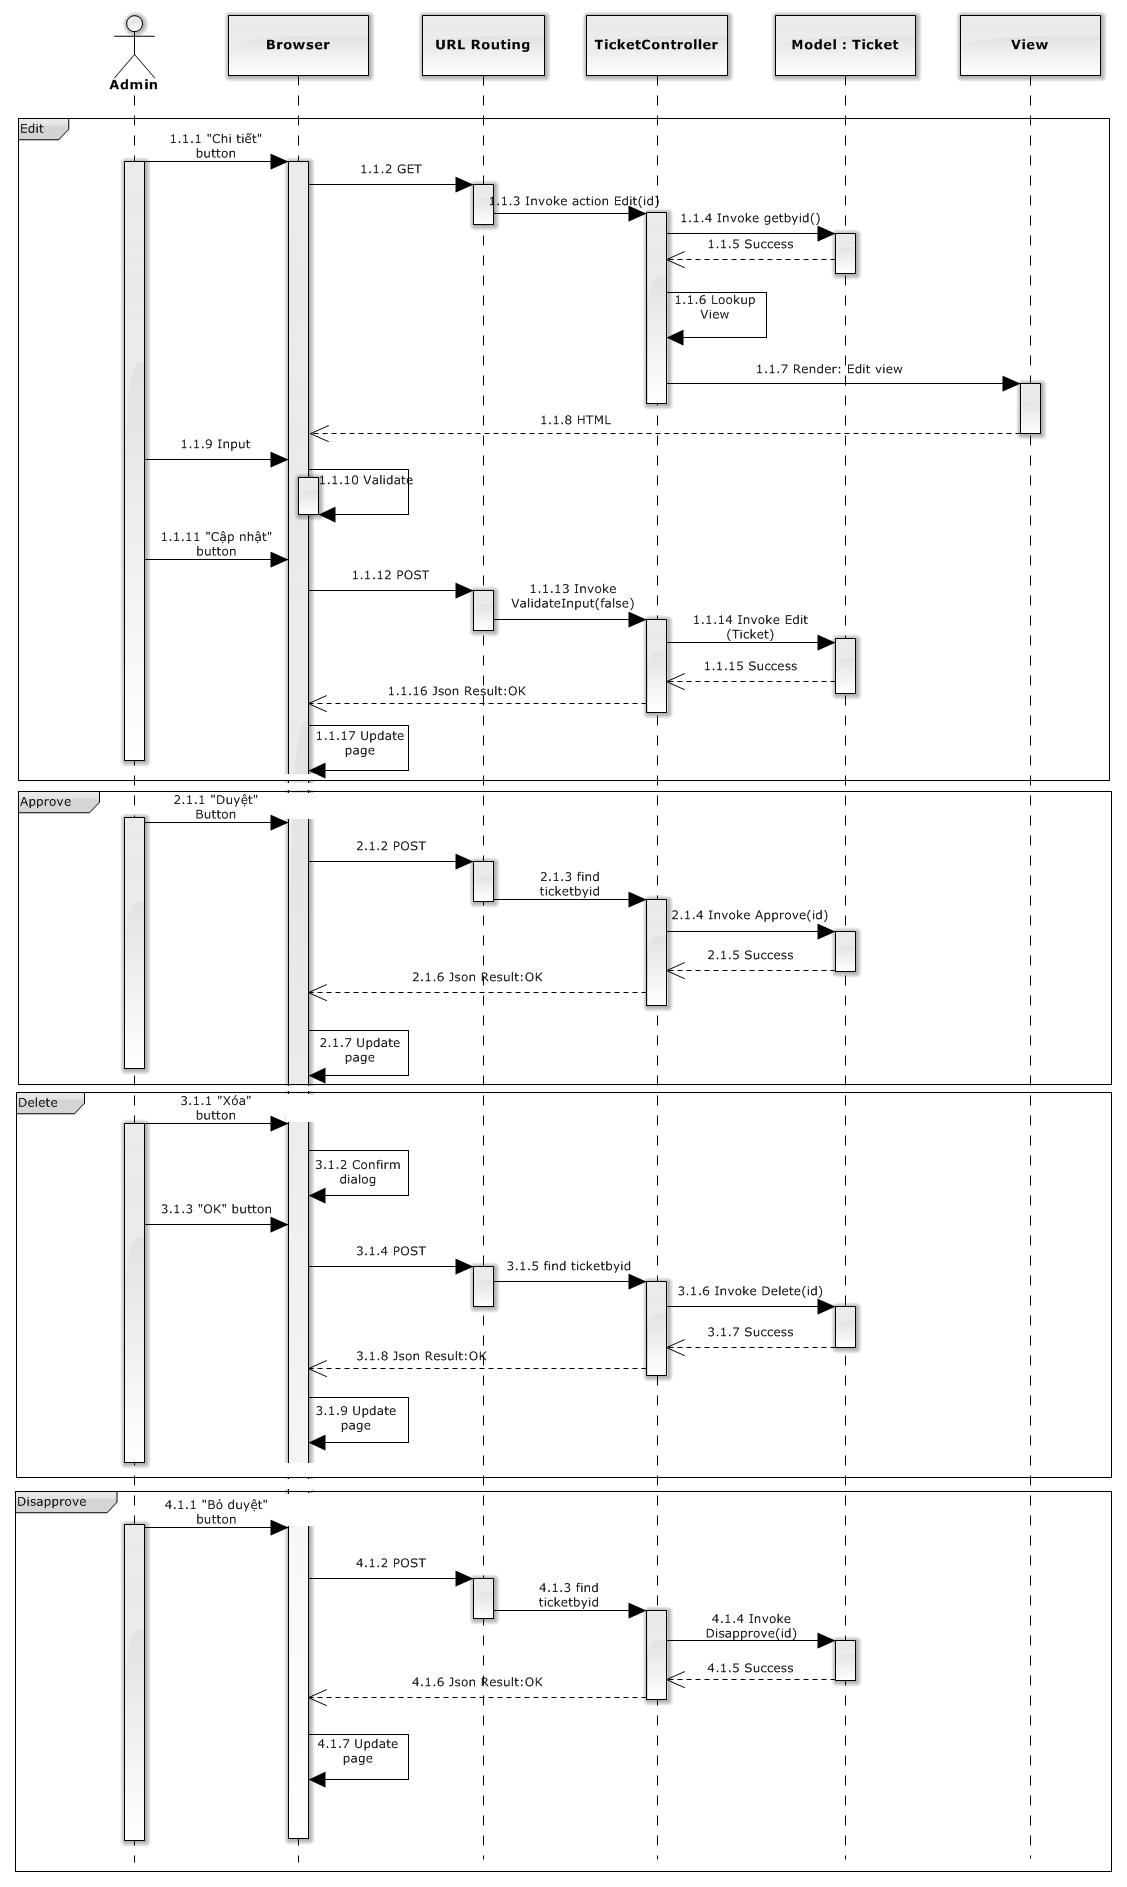 Admin
Browser
URL Routing
TicketController
Model : Ticket
View
Edit
1.1.1 "Chi tiết"
button
1.1.2 GET
1.1.3 Invoke action Edit(id)
1.1.4 Invoke getbyid()
1.1.5 Success
1.1.6 Lookup
View
1.1.7 Render: Edit view
1.1.8 HTML
1.1.9 Input
1.1.10 Validate
1.1.11 "Cập nhật"
button
1.1.12 POST
1.1.13 Invoke
ValidateInput(false)
1.1.14 Invoke Edit
(Ticket)
1.1.15 Success
1.1.16 Json Result:OK
1.1.17 Update
page
Approve
2.1.1 "Duyệt"
Button
2.1.2 POST
2.1.3 find
ticketbyid
2.1.4 Invoke Approve(id)
2.1.5 Success
2.1.6 Json Result:OK
2.1.7 Update
page
Delete
3.1.1 "Xóa"
button
3.1.2 Confirm
dialog
3.1.3 "OK" button
3.1.4 POST
3.1.5 find ticketbyid
3.1.6 Invoke Delete(id)
3.1.7 Success
3.1.8 Json Result:OK
3.1.9 Update
page
Disapprove
4.1.1 "Bỏ duyệt"
button
4.1.2 POST
4.1.3 find
ticketbyid
4.1.4 Invoke
Disapprove(id)
4.1.5 Success
4.1.6 Json Result:OK
4.1.7 Update
page